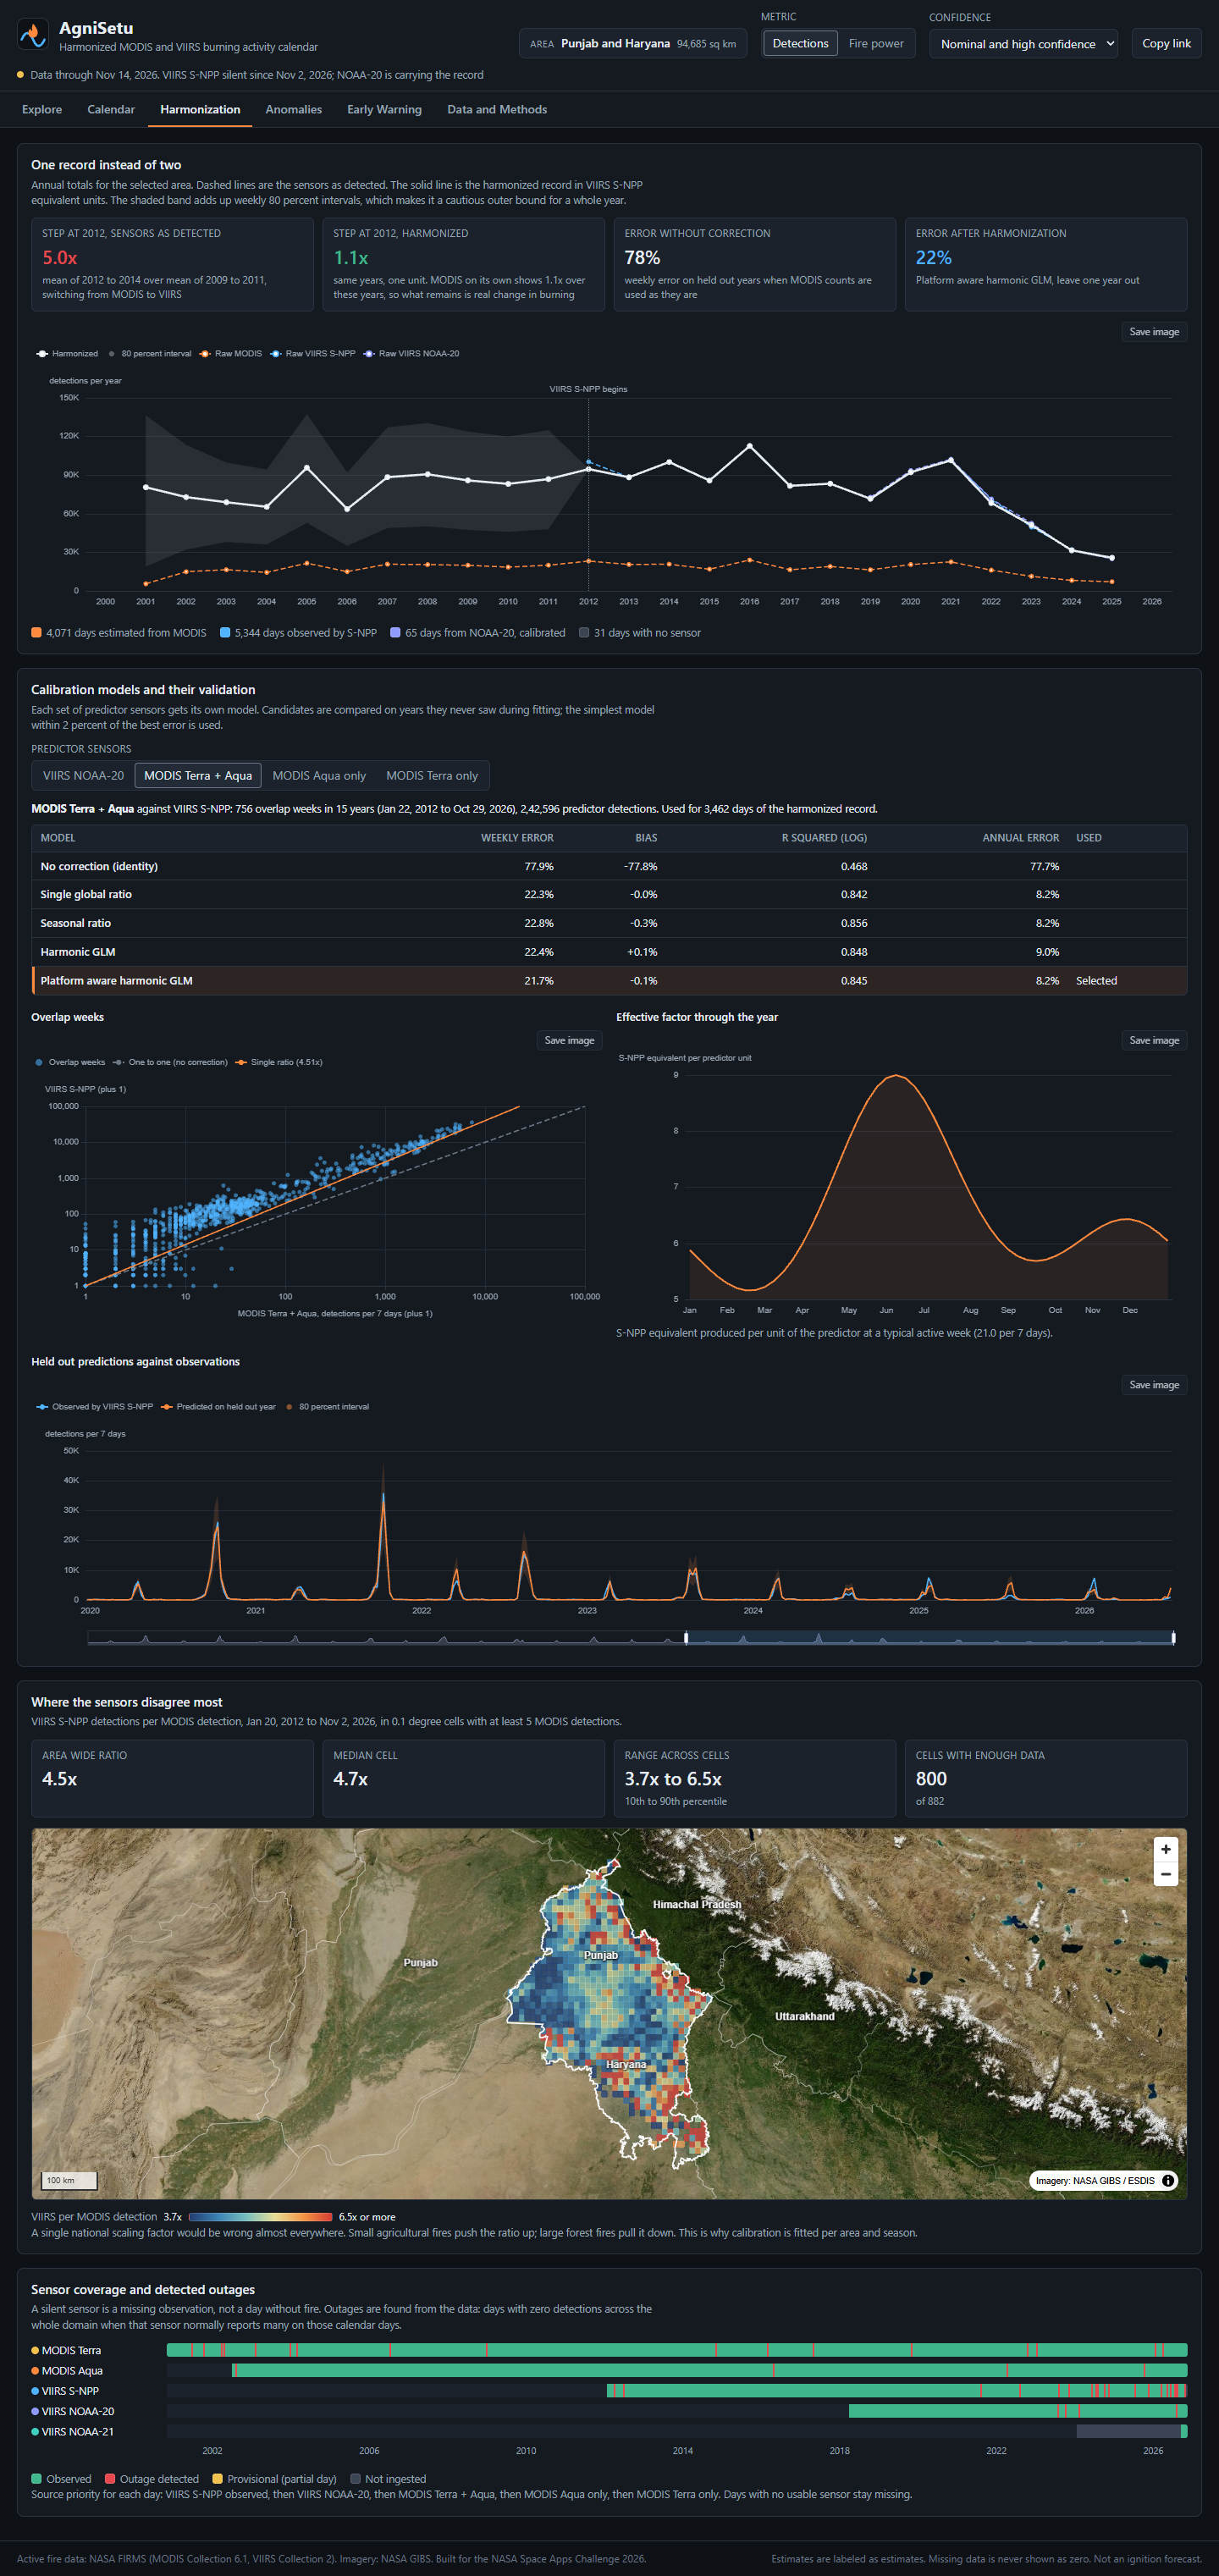 AgniSetu
Harmonized MODIS and VIIRS burning activity calendar
AREA Punjab and Haryana 94,685 sq km
METRIC
Detections Fire power
CONFIDENCE
Nominal and high confidence
Copy link
Data through Nov 14, 2026. VIIRS S-NPP silent since Nov 2, 2026; NOAA-20 is carrying the record
Explore Calendar Harmonization Anomalies Early Warning Data and Methods
One record instead of two
Annual totals for the selected area. Dashed lines are the sensors as detected. The solid line is the harmonized record in VIIRS S-NPP
equivalent units. The shaded band adds up weekly 80 percent intervals, which makes it a cautious outer bound for a whole year.
STEP AT 2012, SENSORS AS DETECTED
5.0x
mean of 2012 to 2014 over mean of 2009 to 2011,
switching from MODIS to VIIRS
STEP AT 2012, HARMONIZED
1.1x
same years, one unit. MODIS on its own shows 1.1x over
these years, so what remains is real change in burning
ERROR WITHOUT CORRECTION
78%
weekly error on held out years when MODIS counts are
used as they are
ERROR AFTER HARMONIZATION
22%
Platform aware harmonic GLM, leave one year out
Save image
Harmonized 80 percent interval Raw MODIS Raw VIIRS S-NPP Raw VIIRS NOAA-20
detections per year
VIIRS S-NPP begins
150K
120K
90K
60K
30K
0
2000 2001 2002 2003 2004 2005 2006 2007 2008 2009 2010 2011 2012 2013 2014 2015 2016 2017 2018 2019 2020 2021 2022 2023 2024 2025 2026
4,071 days estimated from MODIS 5,344 days observed by S-NPP 65 days from NOAA-20, calibrated 31 days with no sensor
Calibration models and their validation
Each set of predictor sensors gets its own model. Candidates are compared on years they never saw during fitting; the simplest model
within 2 percent of the best error is used.
PREDICTOR SENSORS
VIIRS NOAA-20 MODIS Terra + Aqua MODIS Aqua only MODIS Terra only
MODIS Terra + Aqua against VIIRS S-NPP: 756 overlap weeks in 15 years (Jan 22, 2012 to Oct 29, 2026), 2,42,596 predictor detections. Used for 3,462 days of the harmonized record.
MODEL WEEKLY ERROR BIAS R SQUARED (LOG) ANNUAL ERROR USED
No correction (identity) 77.9% -77.8% 0.468 77.7%
Single global ratio 22.3% -0.0% 0.842 8.2%
Seasonal ratio 22.8% -0.3% 0.856 8.2%
Harmonic GLM 22.4% +0.1% 0.848 9.0%
Platform aware harmonic GLM 21.7% -0.1% 0.845 8.2% Selected
Overlap weeks
Save image
Overlap weeks One to one (no correction) Single ratio (4.51x)
VIIRS S-NPP (plus 1)
100,000
10,000
1,000
100
10
1
1 10 100 1,000 10,000 100,000
MODIS Terra + Aqua, detections per 7 days (plus 1)
Effective factor through the year
Save image
S-NPP equivalent per predictor unit
9
8
7
6
5
Jan Feb Mar Apr May Jun Jul Aug Sep Oct Nov Dec
S-NPP equivalent produced per unit of the predictor at a typical active week (21.0 per 7 days).
Held out predictions against observations
Save image
Observed by VIIRS S-NPP Predicted on held out year 80 percent interval
detections per 7 days
50K
40K
30K
20K
10K
0
2020 2021 2022 2023 2024 2025 2026
Where the sensors disagree most
VIIRS S-NPP detections per MODIS detection, Jan 20, 2012 to Nov 2, 2026, in 0.1 degree cells with at least 5 MODIS detections.
AREA WIDE RATIO
4.5x
MEDIAN CELL
4.7x
RANGE ACROSS CELLS
3.7x to 6.5x
10th to 90th percentile
CELLS WITH ENOUGH DATA
800
of 882
Himachal Pradesh
Punjab
Punjab
Uttarakhand
Haryana
100 km
Imagery: NASA GIBS / ESDIS
VIIRS per MODIS detection 3.7x 6.5x or more
A single national scaling factor would be wrong almost everywhere. Small agricultural fires push the ratio up; large forest fires pull it down. This is why calibration is fitted per area and season.
Sensor coverage and detected outages
A silent sensor is a missing observation, not a day without fire. Outages are found from the data: days with zero detections across the
whole domain when that sensor normally reports many on those calendar days.
MODIS Terra
MODIS Aqua
VIIRS S-NPP
VIIRS NOAA-20
VIIRS NOAA-21
2002 2006 2010 2014 2018 2022 2026
Observed Outage detected Provisional (partial day) Not ingested
Source priority for each day: VIIRS S-NPP observed, then VIIRS NOAA-20, then MODIS Terra + Aqua, then MODIS Aqua only, then MODIS Terra only. Days with no usable sensor stay missing.
Active fire data: NASA FIRMS (MODIS Collection 6.1, VIIRS Collection 2). Imagery: NASA GIBS. Built for the NASA Space Apps Challenge 2026.
Estimates are labeled as estimates. Missing data is never shown as zero. Not an ignition forecast.